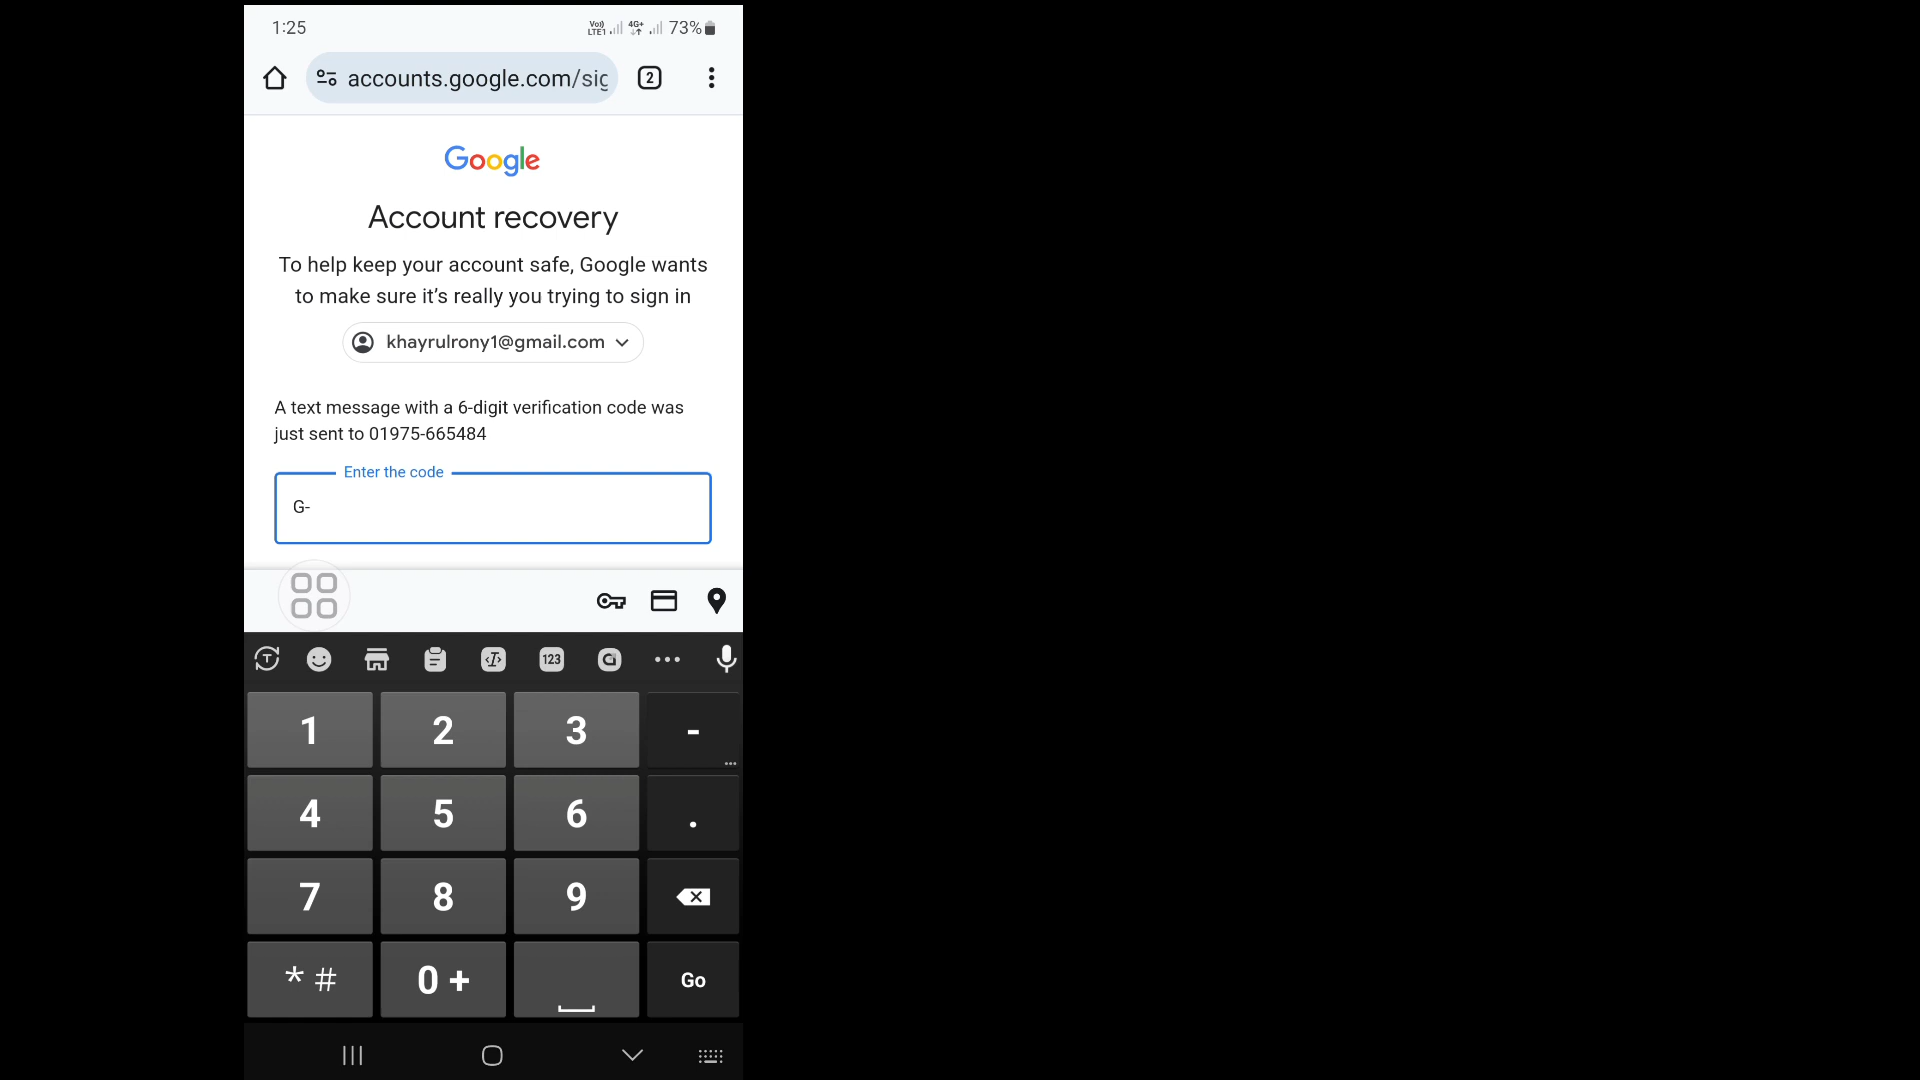 1:25
Vo)) LTE1 4G+ 73%
accounts.google.com/sig
2
Google
Account recovery
To help keep your account safe, Google wants
to make sure it’s really you trying to sign in
khayrulrony1@gmail.com
A text message with a 6-digit verification code was
just sent to 01975-665484
Enter the code
G-
T 123 G ...
1 2 3 -
...
4 5 6 .
7 8 9
* # 0 + Go